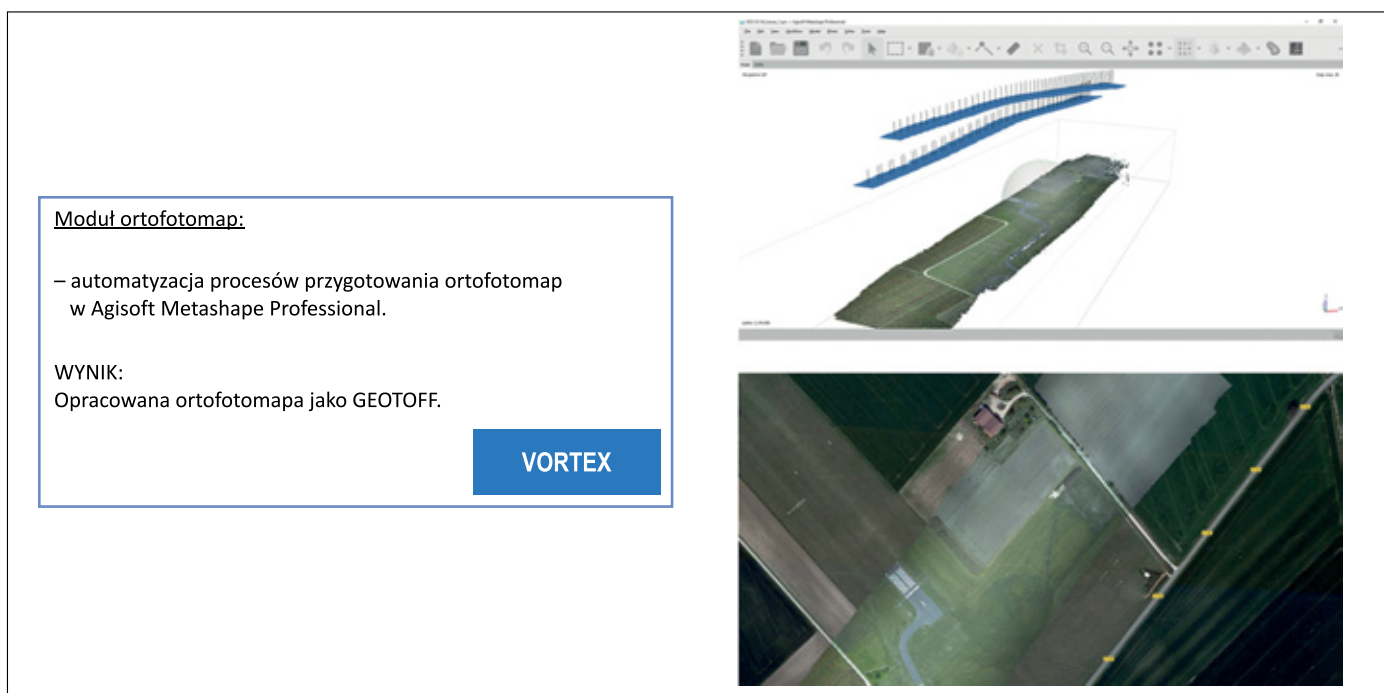 Moduł ortofotomap:
– automatyzacja procesów przygotowania ortofotomap
w Agisoft Metashape Professional.
WYNIK:
Opracowana ortofotomapa jako GEOTOFF.
VORTEX